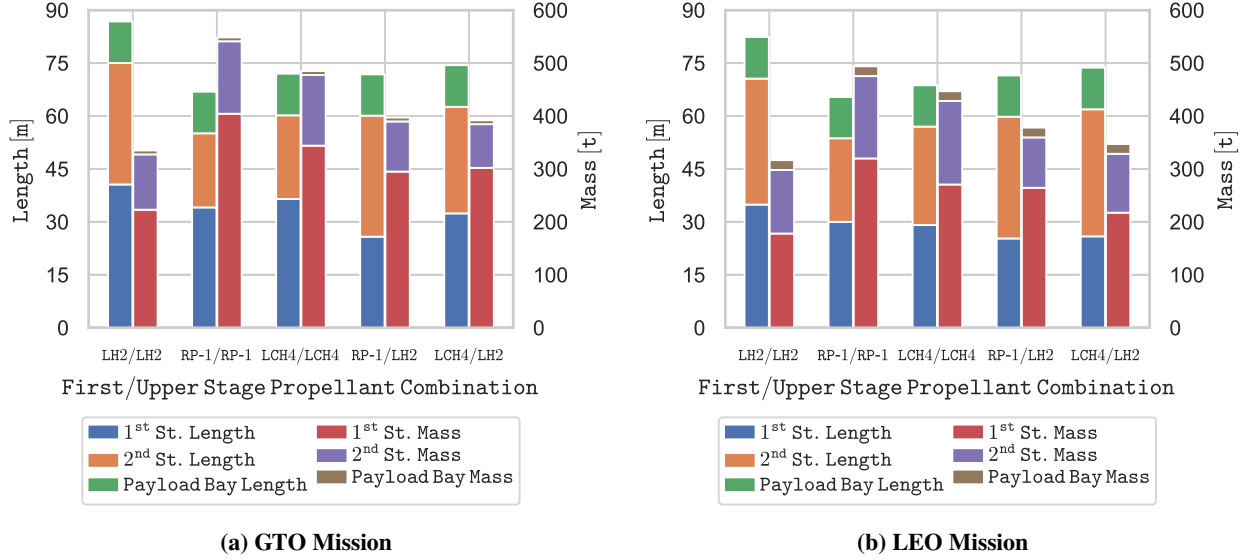 90
75
60
45
30
15
0
Length [m]
600
500
400
300
200
100
0
Mass [t]
LH2/LH2 RP-1/RP-1 LCH4/LCH4 RP-1/LH2 LCH4/LH2
First/Upper Stage Propellant Combination
1st St. Length
2nd St. Length
Payload Bay Length
1st St. Mass
2nd St. Mass
Payload Bay Mass
(a) GTO Mission
90
75
60
45
30
15
0
Length [m]
600
500
400
300
200
100
0
Mass [t]
LH2/LH2 RP-1/RP-1 LCH4/LCH4 RP-1/LH2 LCH4/LH2
First/Upper Stage Propellant Combination
1st St. Length
2nd St. Length
Payload Bay Length
1st St. Mass
2nd St. Mass
Payload Bay Mass
(b) LEO Mission